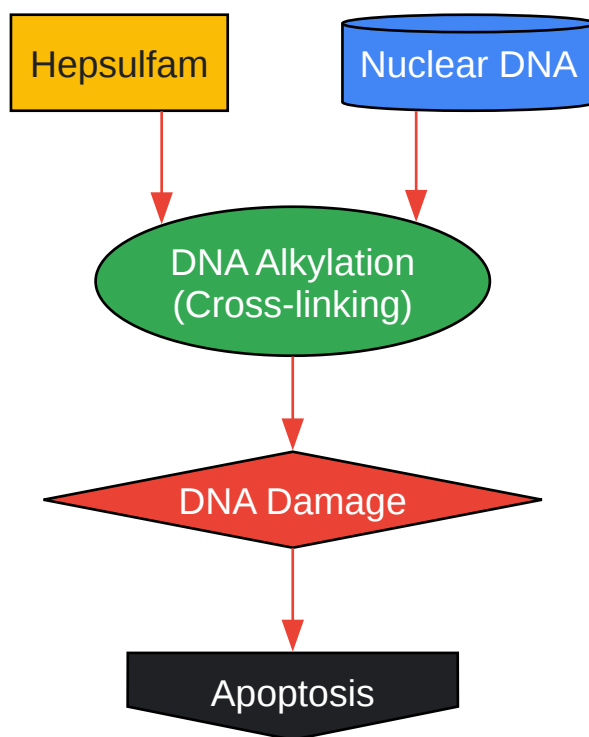 Hepsulfam
Nuclear DNA
DNA Alkylation
(Cross-linking)
DNA Damage
Apoptosis